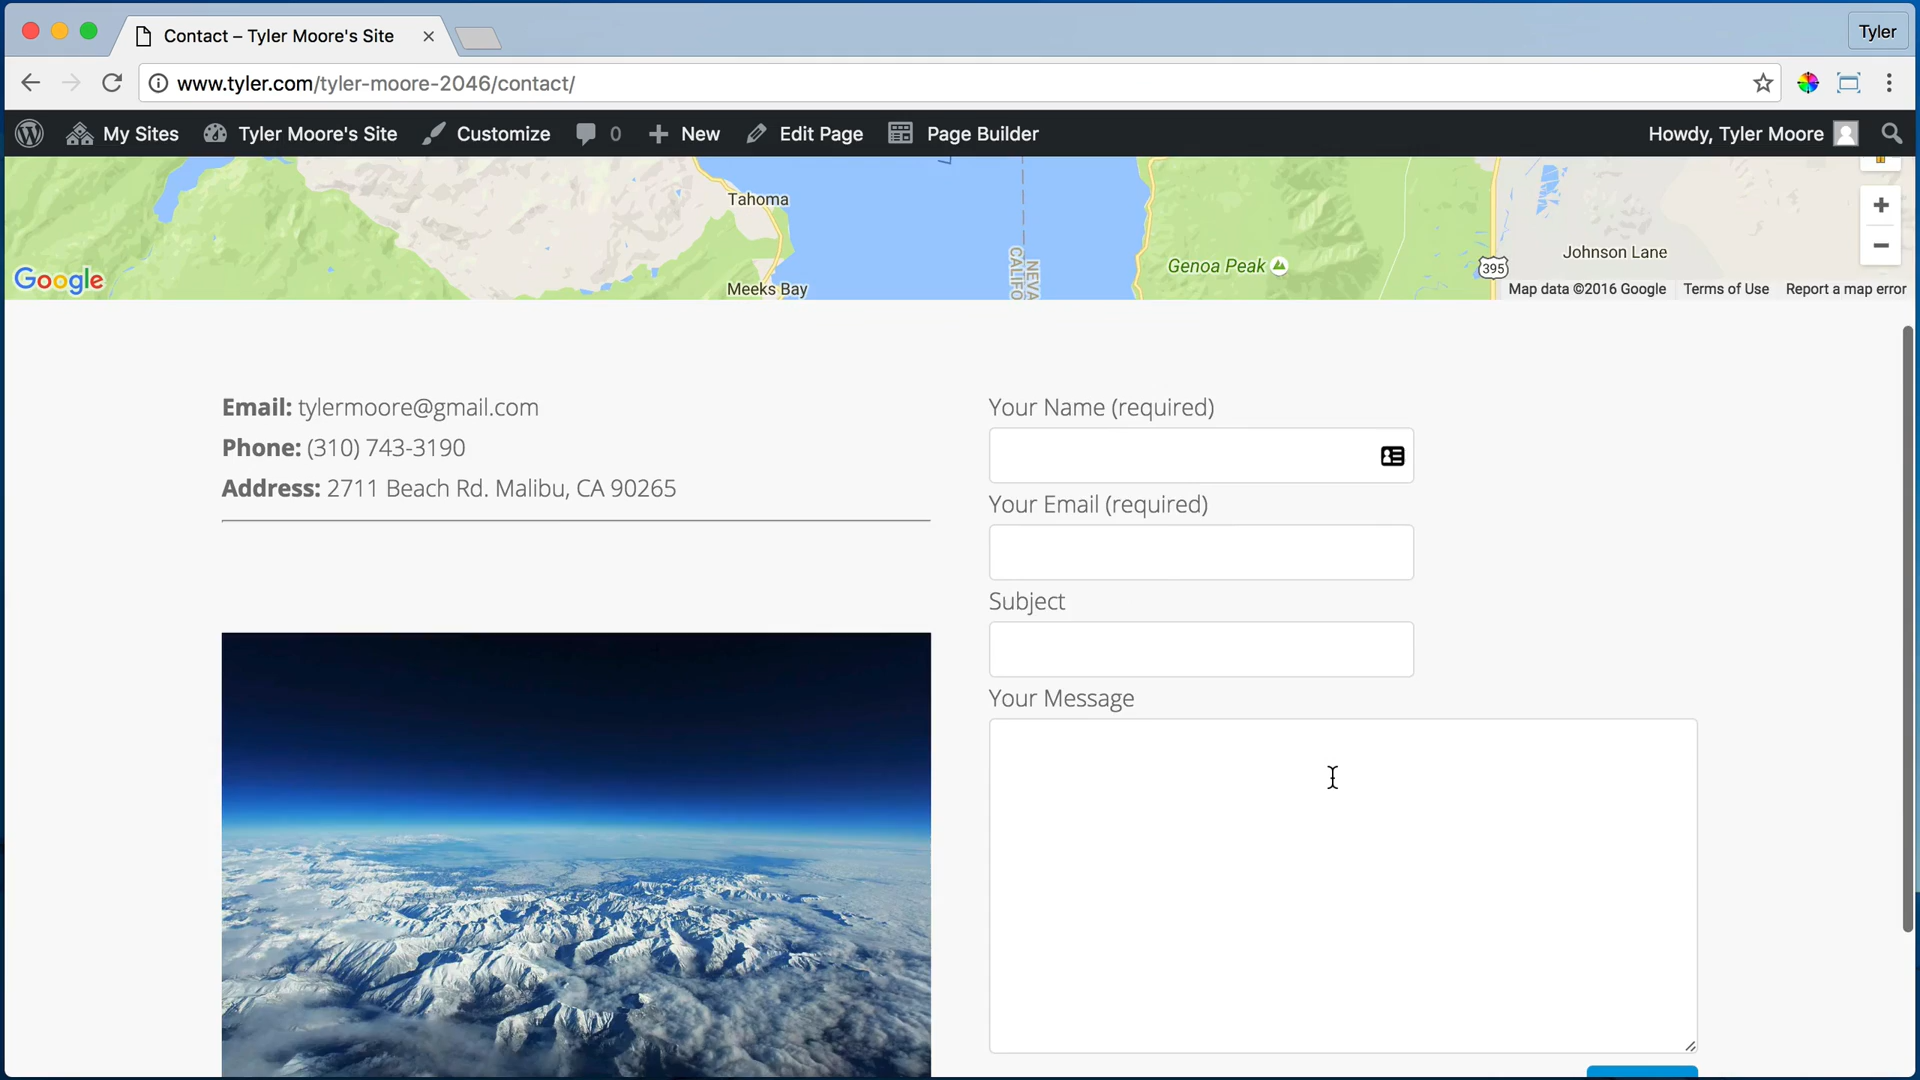 Contact – Tyler Moore's Site
Tyler
www.tyler.com/tyler-moore-2046/contact/
My Sites Tyler Moore's Site Customize 0 New Edit Page Page Builder Howdy, Tyler Moore
Tahoma
Meeks Bay
NEVA
CALIFO
Genoa Peak
395
Johnson Lane
Google
Map data ©2016 Google Terms of Use Report a map error
Email: tylermoore@gmail.com
Phone: (310) 743-3190
Address: 2711 Beach Rd. Malibu, CA 90265
Your Name (required)
Your Email (required)
Subject
Your Message